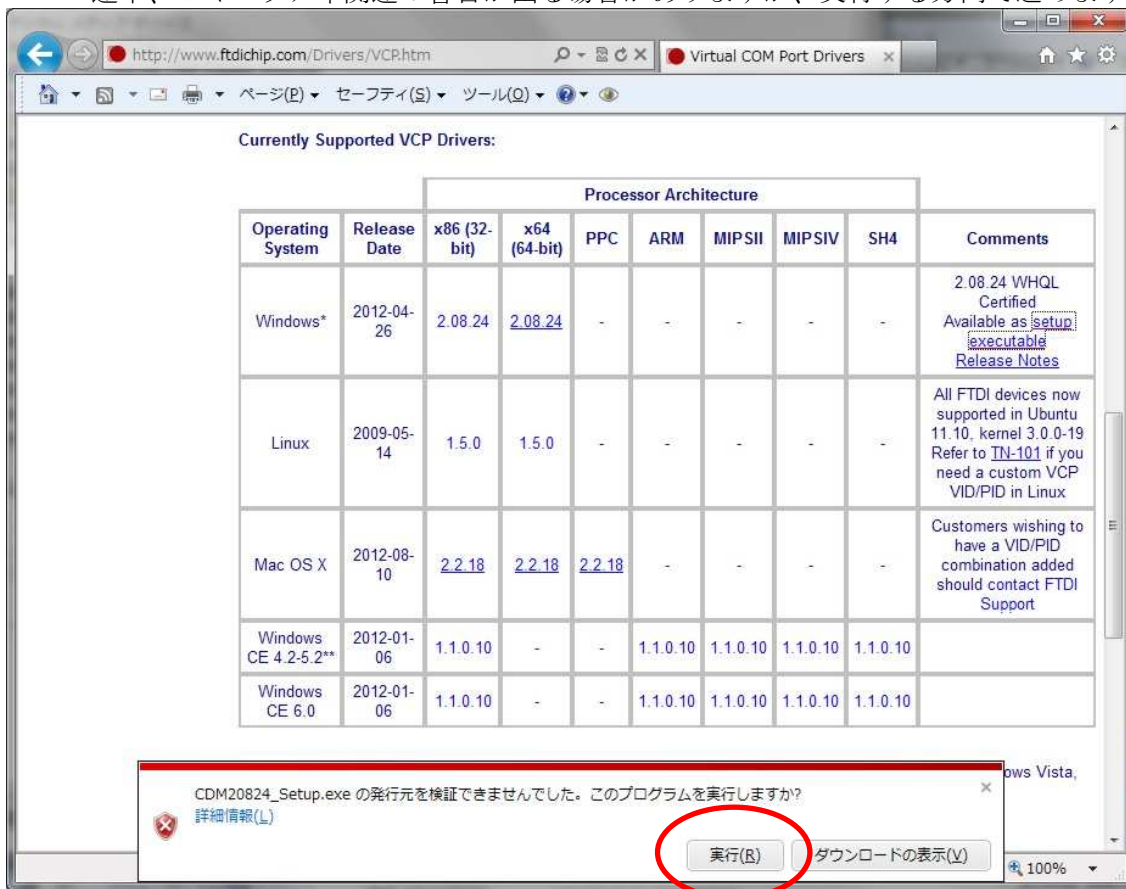 http://www.ftdichip.com/Drivers/VCP.htm
Virtual COM Port Drivers
ページ(P) セーフティ(S) ツール(O)
Currently Supported VCP Drivers:
Processor Architecture
Operating System Release Date x86 (32-bit) x64 (64-bit) PPC ARM MIPSII MIPSIV SH4 Comments
Windows* 2012-04-26 2.08.24 2.08.24 - - - - - 2.08.24 WHQL Certified Available as setup executable Release Notes
Linux 2009-05-14 1.5.0 1.5.0 - - - - - All FTDI devices now supported in Ubuntu 11.10, kernel 3.0.0-19 Refer to TN-101 if you need a custom VCP VID/PID in Linux
Mac OS X 2012-08-10 2.2.18 2.2.18 2.2.18 - - - - Customers wishing to have a VID/PID combination added should contact FTDI Support
Windows CE 4.2-5.2** 2012-01-06 1.1.0.10 - - 1.1.0.10 1.1.0.10 1.1.0.10 1.1.0.10
Windows CE 6.0 2012-01-06 1.1.0.10 - - 1.1.0.10 1.1.0.10 1.1.0.10 1.1.0.10
ows Vista,
CDM20824_Setup.exe の発行元を検証できませんでした。このプログラムを実行しますか?
詳細情報(L)
実行(R) ダウンロードの表示(V)
100%